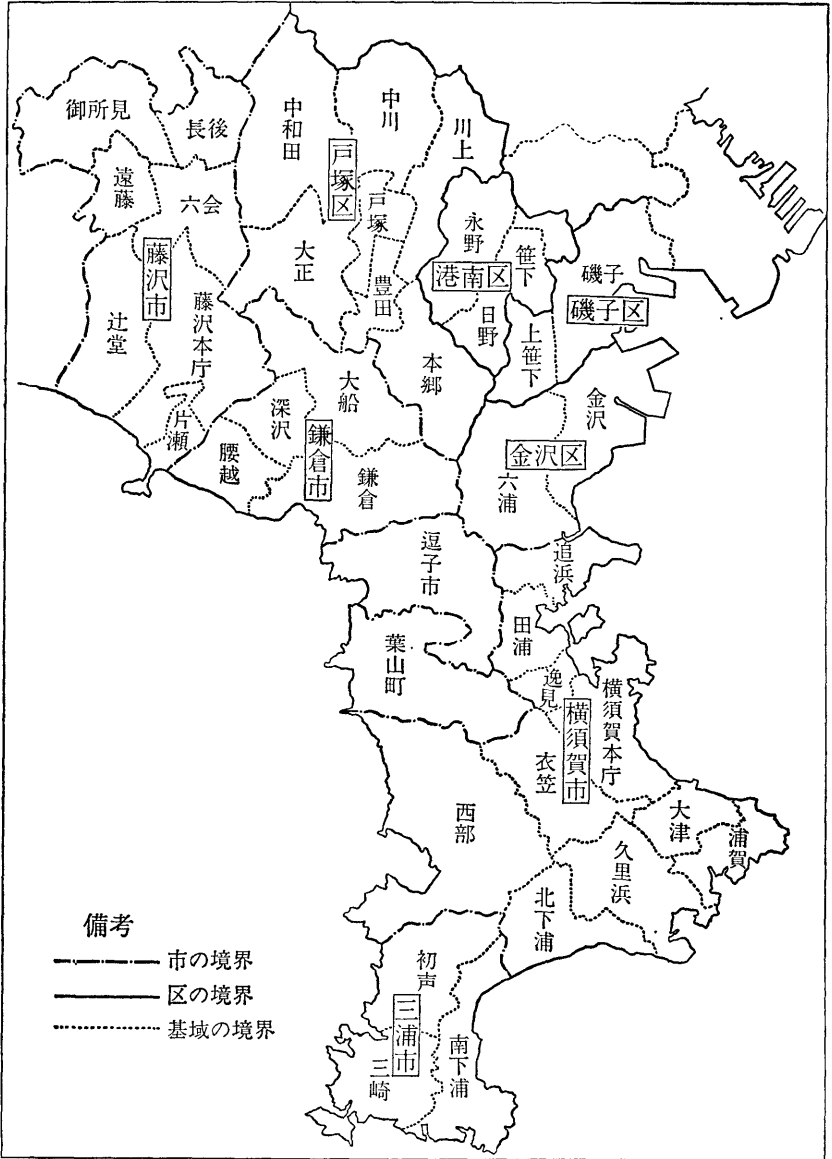 御所見
長後
中和田
中川
川上
遠藤
六会
戸塚区
戸塚
永野
笹下
藤沢市
大正
豊田
港南区
磯子
磯子区
辻堂
藤沢本庁
日野
上笹下
大船
本郷
片瀬
深沢
金沢
腰越
鎌倉市
鎌倉
金沢区
六浦
逗子市
追浜
田浦
葉山町
逸見
横須賀市
横須賀本庁
衣笠
西部
大津
浦賀
久里浜
北下浦
初声
三浦市
三崎
南下浦
備考
市の境界
区の境界
基域の境界